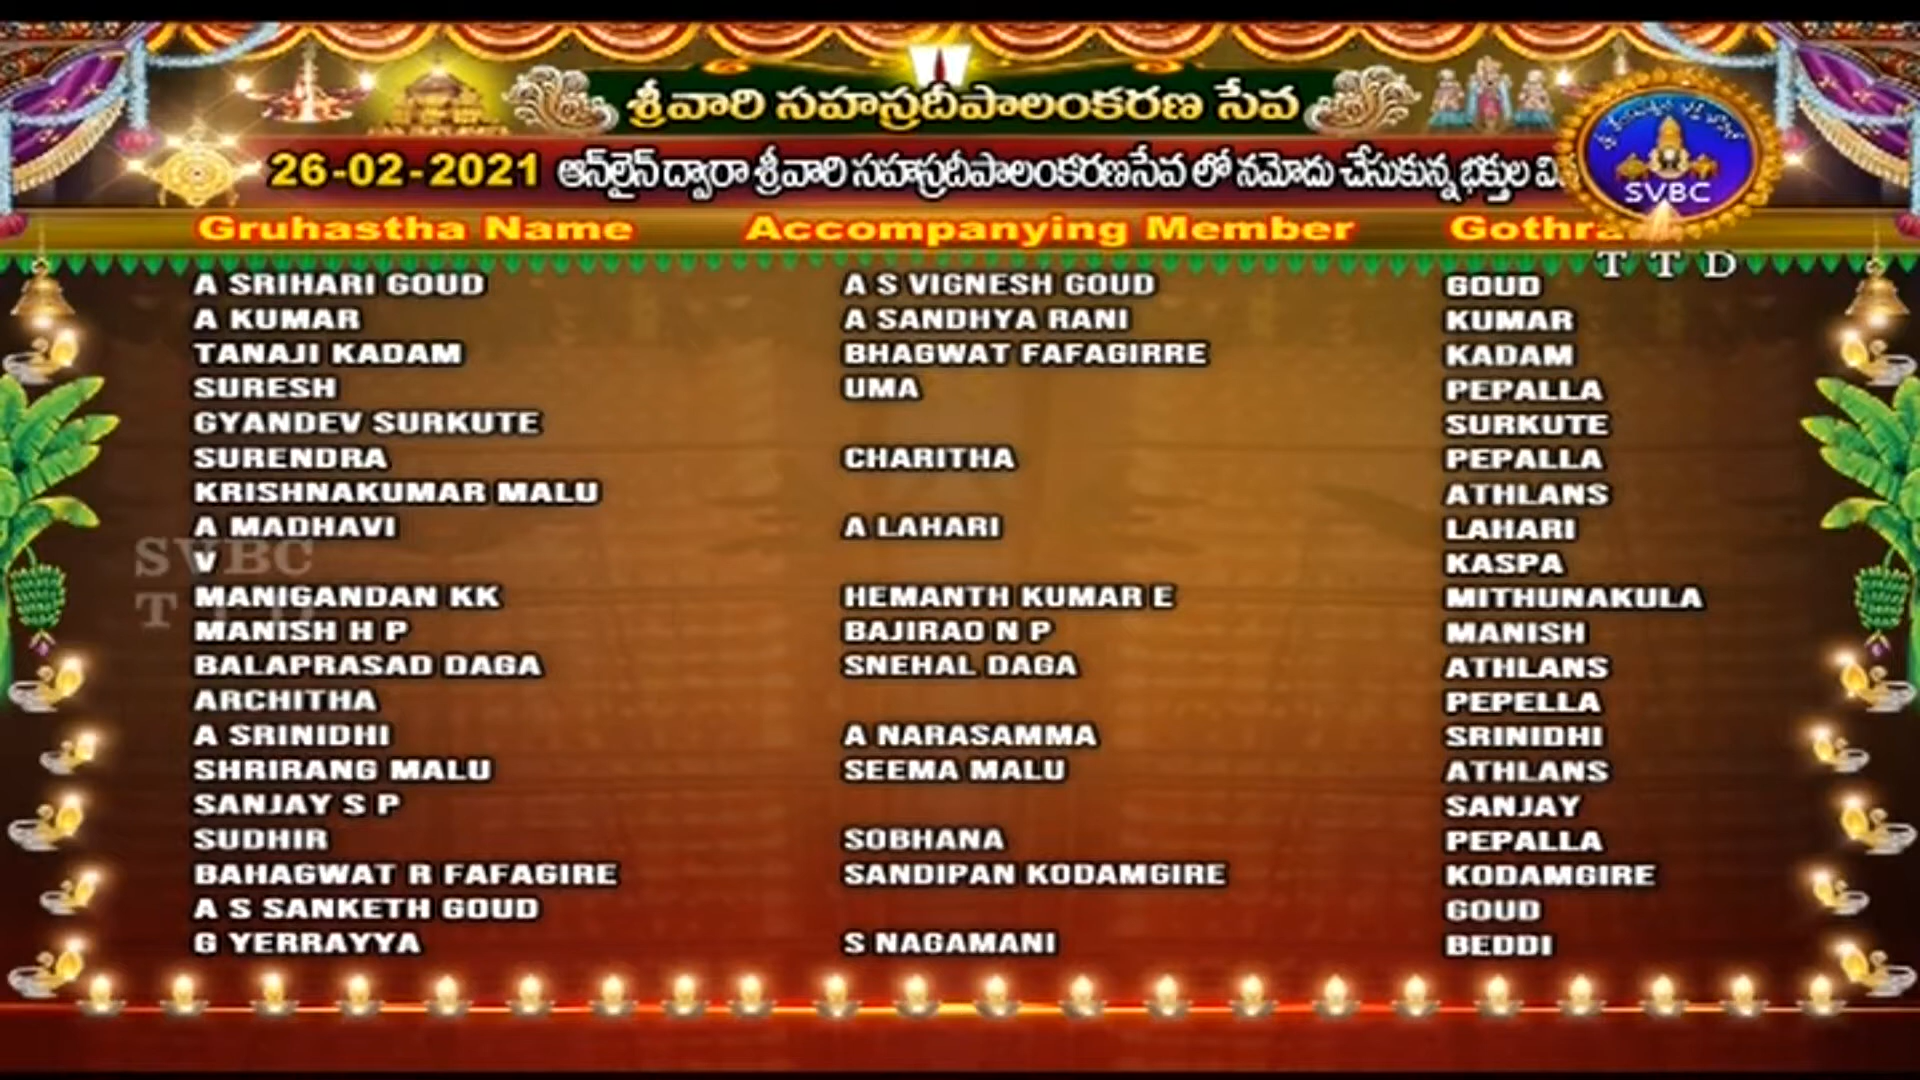 శ్రీవారి సహస్రదీపాలంకరణ సేవ
26-02-2021 ఆన్‌లైన్ ద్వారా శ్రీవారి సహస్రదీపాలంకరణసేవ లో నమోదు చేసుకున్న భక్తుల
SVBC
TTD
Gruhastha Name Accompanying Member Gothra
A SRIHARI GOUD A S VIGNESH GOUD GOUD
A KUMAR A SANDHYA RANI KUMAR
TANAJI KADAM BHAGWAT FAFAGIRRE KADAM
SURESH UMA PEPALLA
GYANDEV SURKUTE SURKUTE
SURENDRA CHARITHA PEPALLA
KRISHNAKUMAR MALU ATHLANS
A MADHAVI A LAHARI LAHARI
SVBC
V KASPA
MANIGANDAN KK HEMANTH KUMAR E MITHUNAKULA
MANISH H P BAJIRAO N P MANISH
BALAPRASAD DAGA SNEHAL DAGA ATHLANS
ARCHITHA PEPELLA
A SRINIDHI A NARASAMMA SRINIDHI
SHRIRANG MALU SEEMA MALU ATHLANS
SANJAY S P SANJAY
SUDHIR SOBHANA PEPALLA
BAHAGWAT R FAFAGIRE SANDIPAN KODAMGIRE KODAMGIRE
A S SANKETH GOUD GOUD
G YERRAYYA S NAGAMANI BEDDI